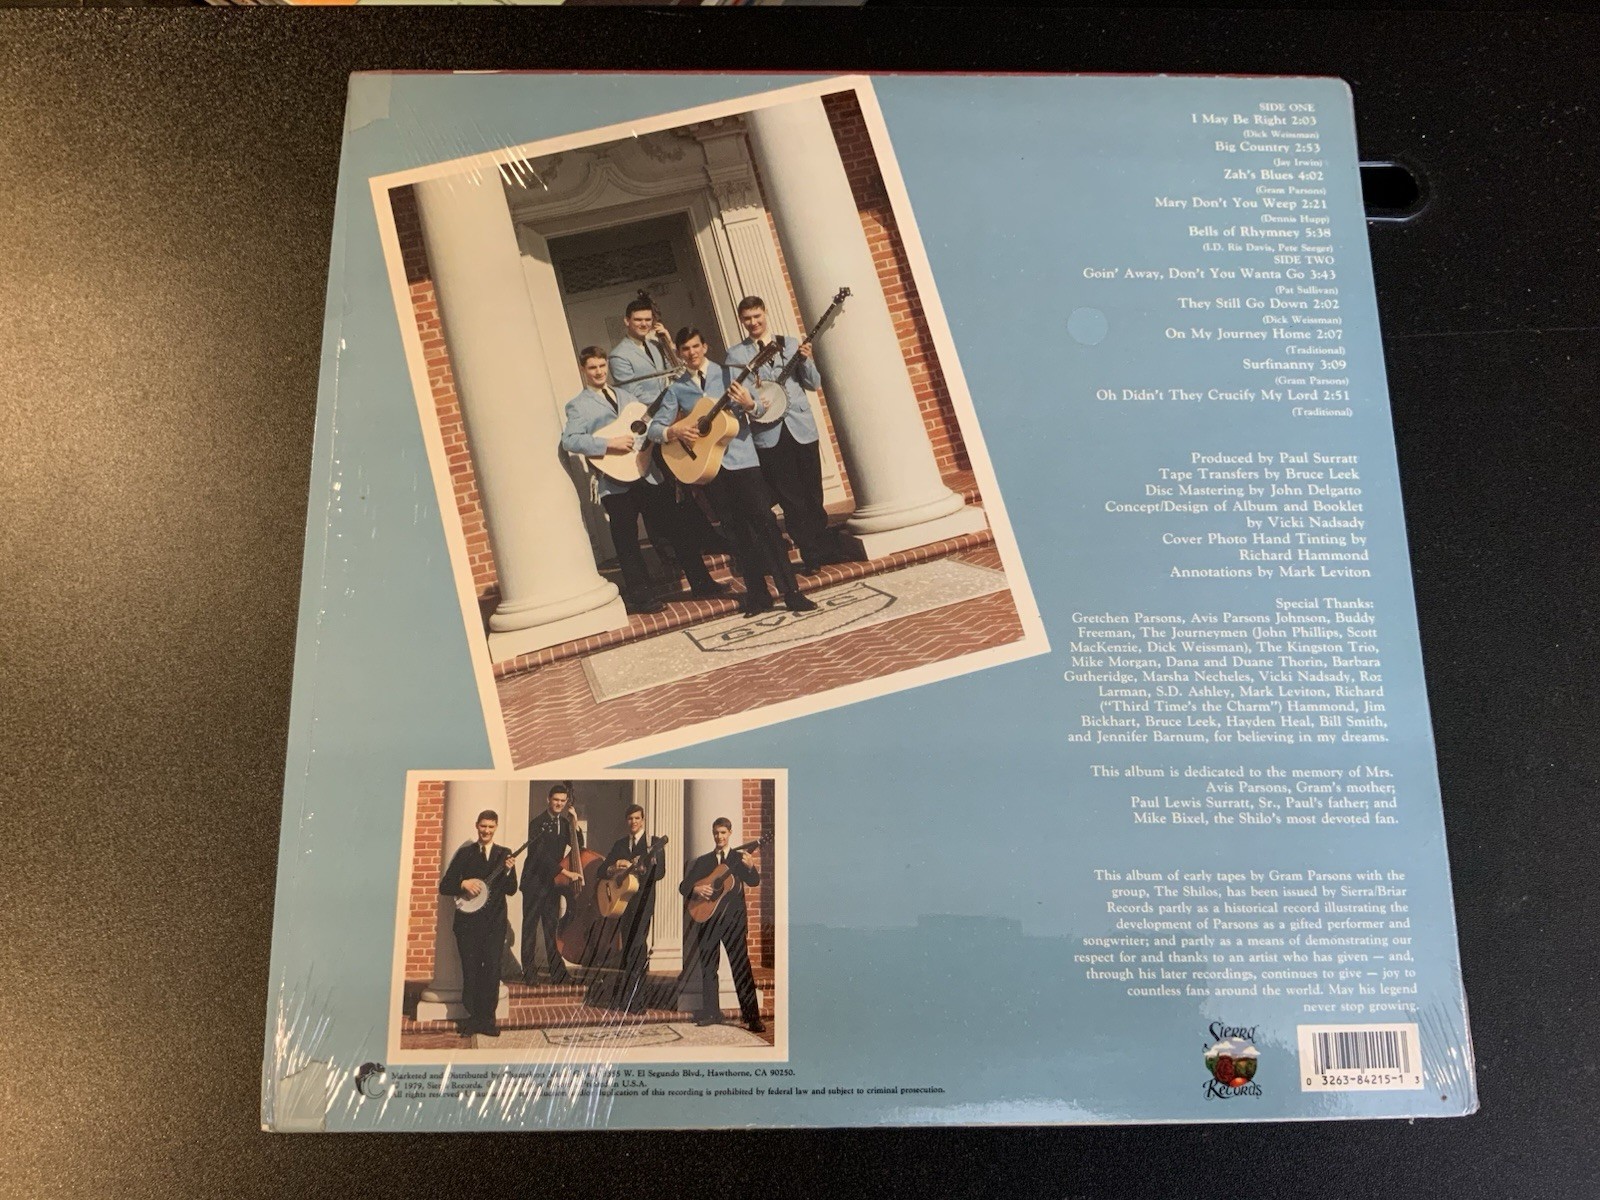 SIDE ONE
I May Be Right 2:03
(Dick Weissman)
Big Country 2:53
(Jay Irwin)
Zah's Blues 4:02
(Gram Parsons)
Mary Don't You Weep 2:21
(Dennis Hupp)
Bells of Rhymney 5:38
(I.D. Ris Davis, Pete Seeger)
SIDE TWO
Goin' Away, Don't You Wanta Go 3:43
(Pat Sullivan)
They Still Go Down 2:02
(Dick Weissman)
On My Journey Home 2:07
(Traditional)
Surfinanny 3:09
(Gram Parsons)
Oh Didn't They Crucify My Lord 2:51
(Traditional)
Produced by Paul Surratt
Tape Transfers by Bruce Leek
Disc Mastering by John Delgatto
Concept/Design of Album and Booklet
by Vicki Nadsady
Cover Photo Hand Tinting by
Richard Hammond
Annotations by Mark Leviton
Special Thanks:
Gretchen Parsons, Avis Parsons Johnson, Buddy
Freeman, The Journeymen (John Phillips, Scott
MacKenzie, Dick Weissman), The Kingston Trio,
Mike Morgan, Dana and Duane Thorin, Barbara
Gutheridge, Marsha Necheles, Vicki Nadsady, Roz
Larman, S.D. Ashley, Mark Leviton, Richard
("Third Time's the Charm") Hammond, Jim
Bickhart, Bruce Leek, Hayden Heal, Bill Smith,
and Jennifer Barnum, for believing in my dreams.
This album is dedicated to the memory of Mrs.
Avis Parsons, Gram's mother;
Paul Lewis Surratt, Sr., Paul's father; and
Mike Bixel, the Shilo's most devoted fan.
This album of early tapes by Gram Parsons with the
group, The Shilos, has been issued by Sierra/Briar
Records partly as a historical record illustrating the
development of Parsons as a gifted performer and
songwriter; and partly as a means of demonstrating our
respect for and thanks to an artist who has given — and,
through his later recordings, continues to give — joy to
countless fans around the world. May his legend
never stop growing.
Sierra
Records
0 3263-84215-1 3
Marketed and Distributed by W. El Segundo Blvd., Hawthorne, CA 90250.
© 1979, Sierra Records. Printed in U.S.A.
All rights reserved. duplication of this recording is prohibited by federal law and subject to criminal prosecution.